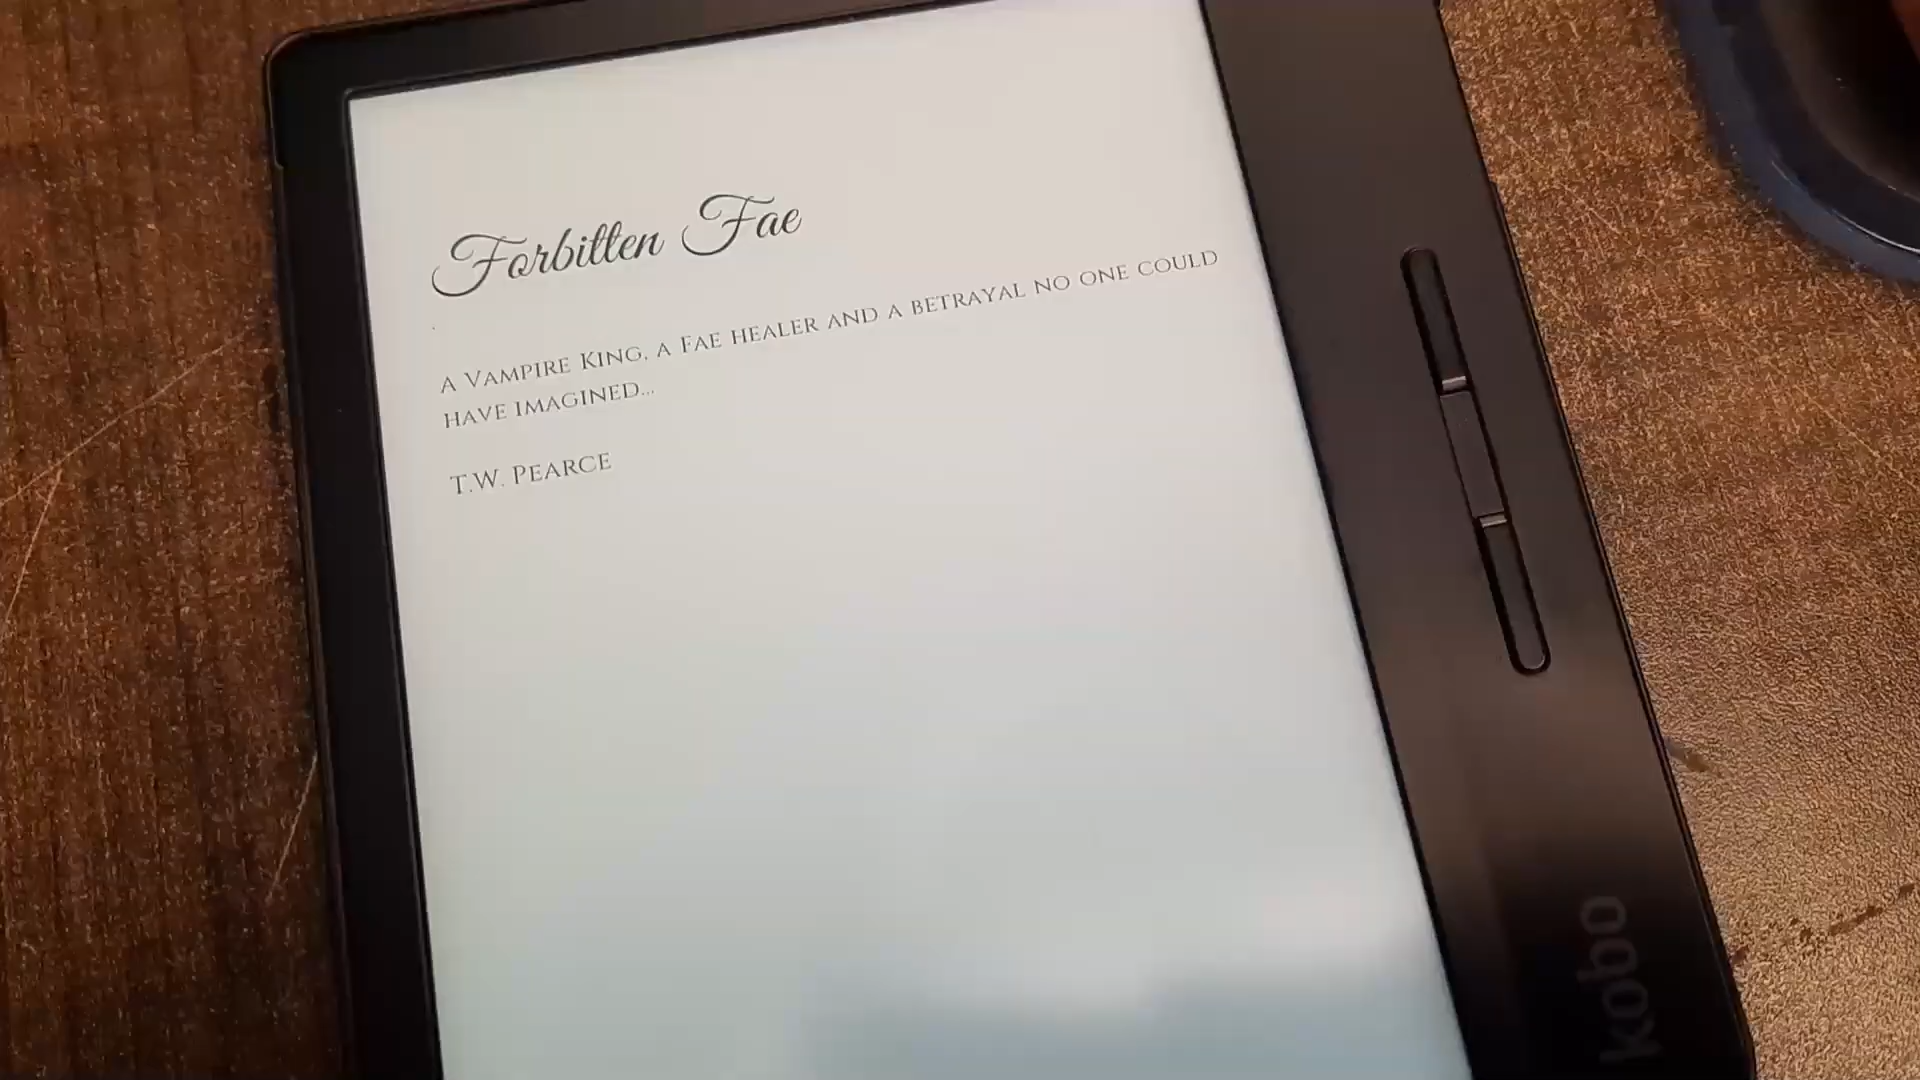 Forbitten Fae
A Vampire King, a Fae healer and a betrayal no one could
have imagined...
T.W. Pearce
kobo